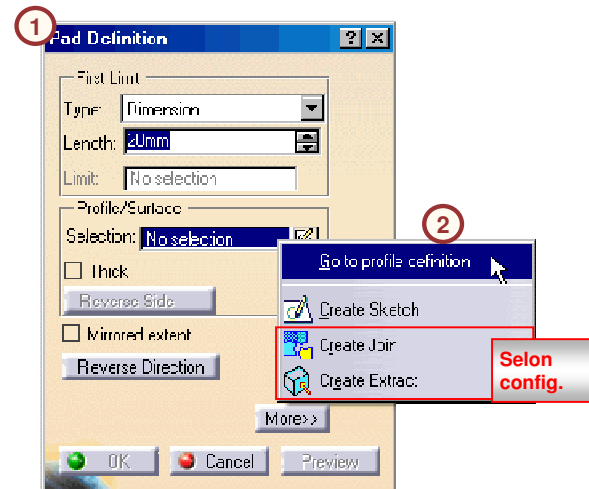 1
Pad Definition
First Limit
Type: Dimension
Length: 20mm
Limit: No selection
Profile/Surface
2
Selection: No selection
Go to profile definition
Thick
Reverse Side
Create Sketch
Mirrored extent
Create Join
Selon
config.
Reverse Direction
Create Extract
More>>
OK
Cancel
Preview